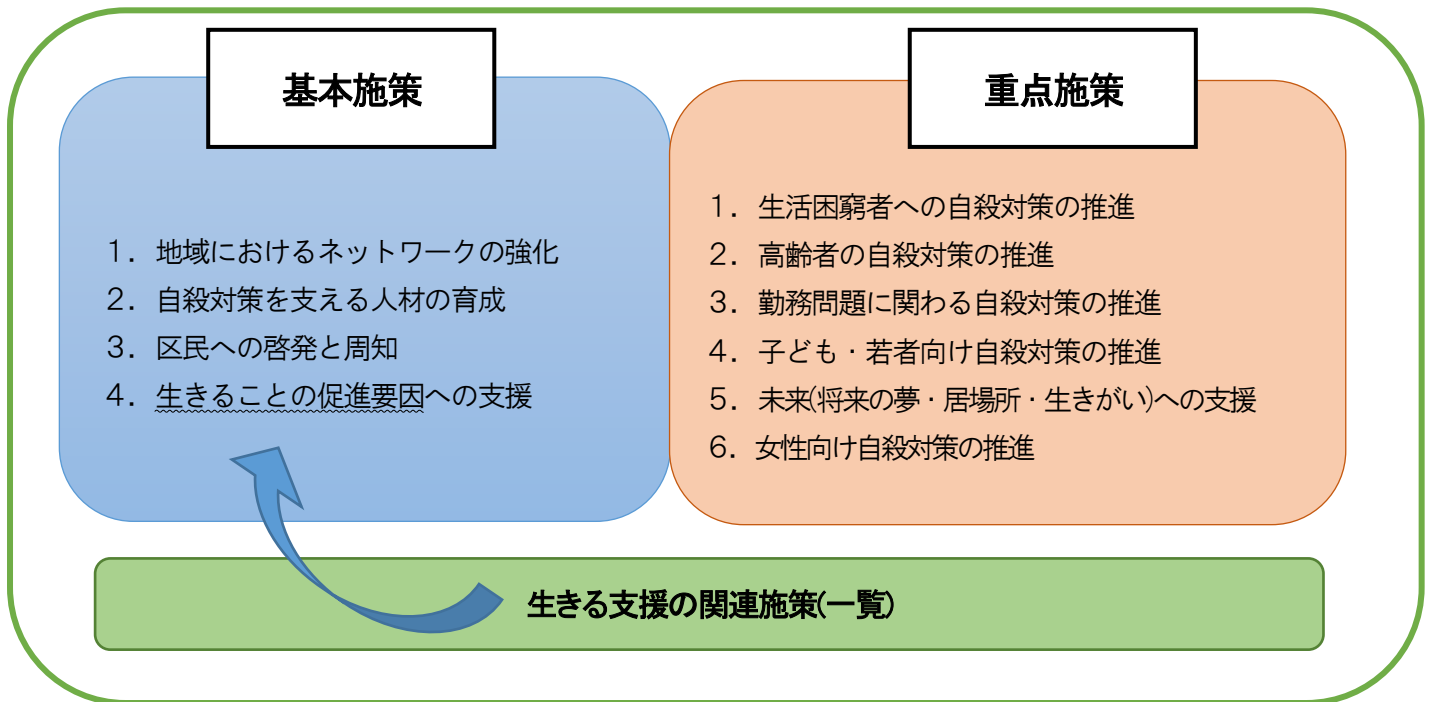 基本施策
1． 地域におけるネットワークの強化
2． 自殺対策を支える人材の育成
3． 区民への啓発と周知
4． 生きることの促進要因への支援
重点施策
1． 生活困窮者への自殺対策の推進
2． 高齢者の自殺対策の推進
3． 勤務問題に関わる自殺対策の推進
4． 子ども・若者向け自殺対策の推進
5． 未来(将来の夢・居場所・生きがい)への支援
6． 女性向け自殺対策の推進
生きる支援の関連施策(一覧)